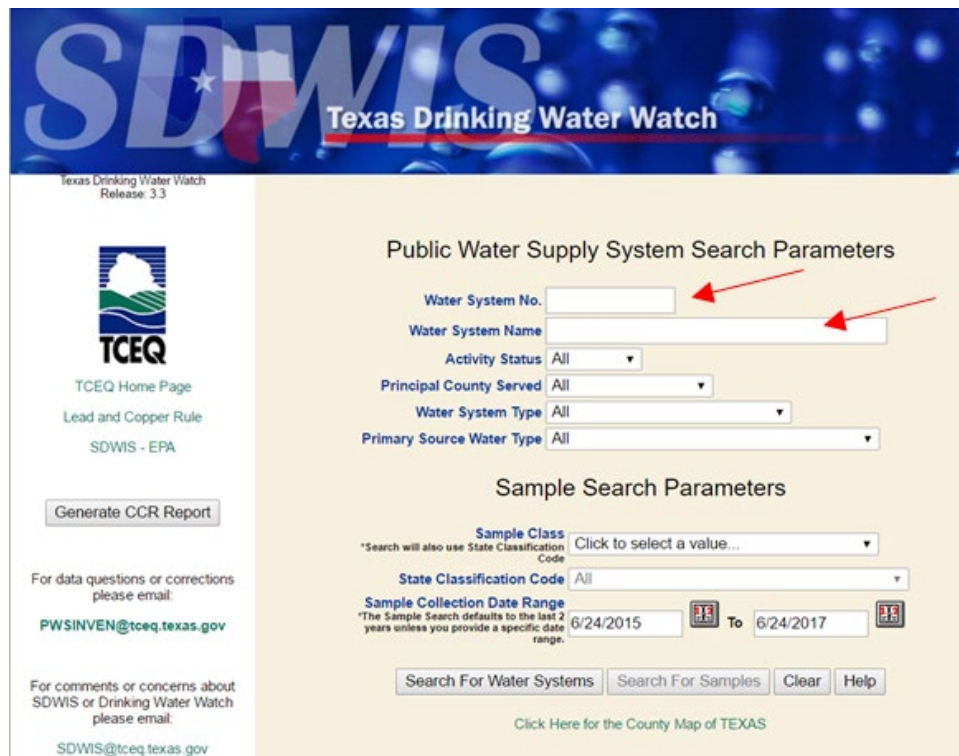 SDWIS
Texas Drinking Water Watch
Texas Drinking Water Watch
Release: 3.3
TCEQ
TCEQ Home Page
Lead and Copper Rule
SDWIS - EPA
Generate CCR Report
For data questions or corrections
please email:
PWSINVEN@tceq.texas.gov
For comments or concerns about
SDWIS or Drinking Water Watch
please email:
SDWIS@tceq.texas.gov
Public Water Supply System Search Parameters
Water System No.
Water System Name
Activity Status All
Principal County Served All
Water System Type All
Primary Source Water Type All
Sample Search Parameters
Sample Class
*Search will also use State Classification
Code
Click to select a value...
State Classification Code All
Sample Collection Date Range
*The Sample Search defaults to the last 2
years unless you provide a specific date
range.
6/24/2015 To 6/24/2017
Search For Water Systems Search For Samples Clear Help
Click Here for the County Map of TEXAS